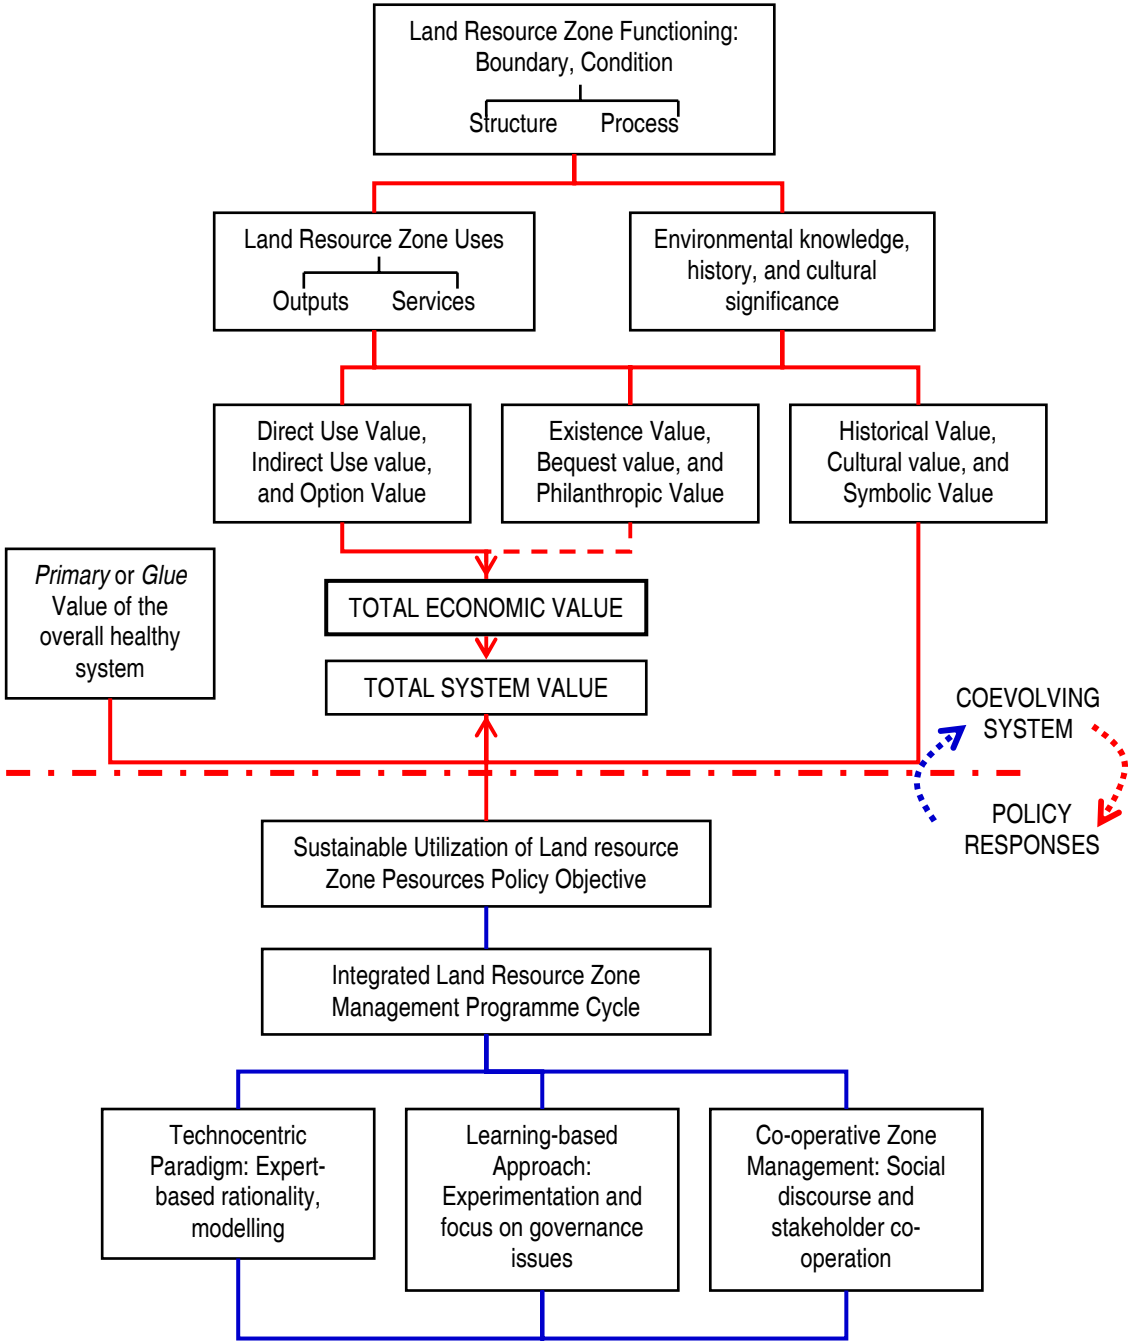 Land Resource Zone Functioning:
Boundary, Condition
Structure Process
Land Resource Zone Uses
Outputs Services
Environmental knowledge,
history, and cultural
significance
Direct Use Value,
Indirect Use value,
and Option Value
Existence Value,
Bequest value, and
Philanthropic Value
Historical Value,
Cultural value, and
Symbolic Value
Primary or Glue
Value of the
overall healthy
system
TOTAL ECONOMIC VALUE
TOTAL SYSTEM VALUE
COEVOLVING
SYSTEM
POLICY
RESPONSES
Sustainable Utilization of Land resource
Zone Pesources Policy Objective
Integrated Land Resource Zone
Management Programme Cycle
Technocentric
Paradigm: Expert-
based rationality,
modelling
Learning-based
Approach:
Experimentation and
focus on governance
issues
Co-operative Zone
Management: Social
discourse and
stakeholder co-
operation